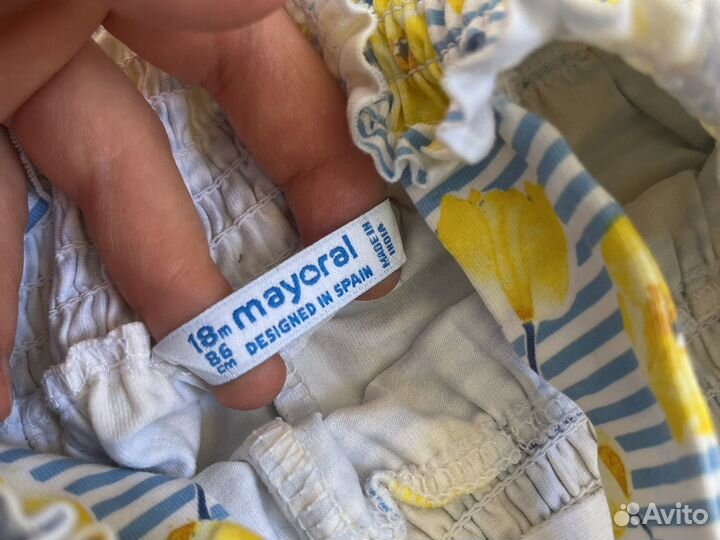 18m
86
cm
mayoral
DESIGNED IN SPAIN
MADE IN
INDIA
Avito